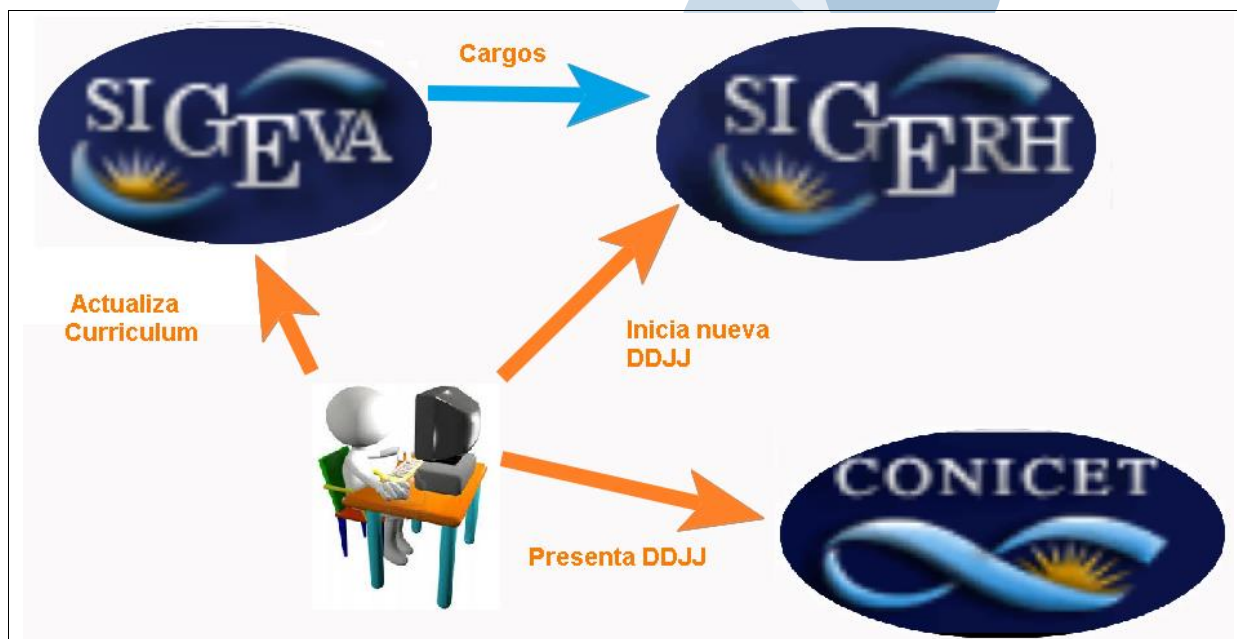 Cargos
SIGEVA
SIGERH
Actualiza
Curriculum
Inicia nueva
DDJJ
CONICET
Presenta DDJJ